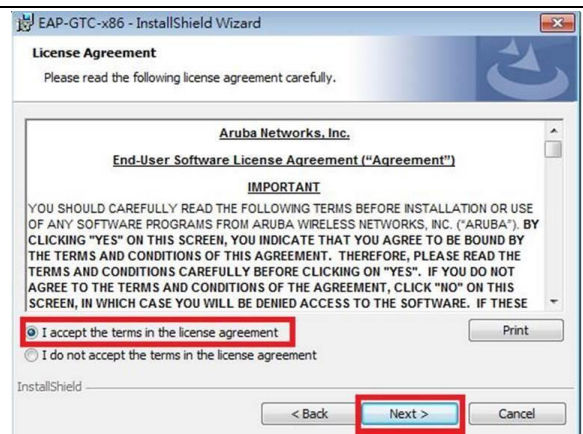 EAP-GTC-x86 - InstallShield Wizard
License Agreement
Please read the following license agreement carefully.
Aruba Networks, Inc.
End-User Software License Agreement (“Agreement”)
IMPORTANT
YOU SHOULD CAREFULLY READ THE FOLLOWING TERMS BEFORE INSTALLATION OR USE
OF ANY SOFTWARE PROGRAMS FROM ARUBA WIRELESS NETWORKS, INC. (“ARUBA”). BY
CLICKING "YES" ON THIS SCREEN, YOU INDICATE THAT YOU AGREE TO BE BOUND BY
THE TERMS AND CONDITIONS OF THIS AGREEMENT. THEREFORE, PLEASE READ THE
TERMS AND CONDITIONS CAREFULLY BEFORE CLICKING ON "YES". IF YOU DO NOT
AGREE TO THE TERMS AND CONDITIONS OF THE AGREEMENT, CLICK "NO" ON THIS
SCREEN, IN WHICH CASE YOU WILL BE DENIED ACCESS TO THE SOFTWARE. IF THESE
I accept the terms in the license agreement
Print
I do not accept the terms in the license agreement
InstallShield
< Back
Next >
Cancel